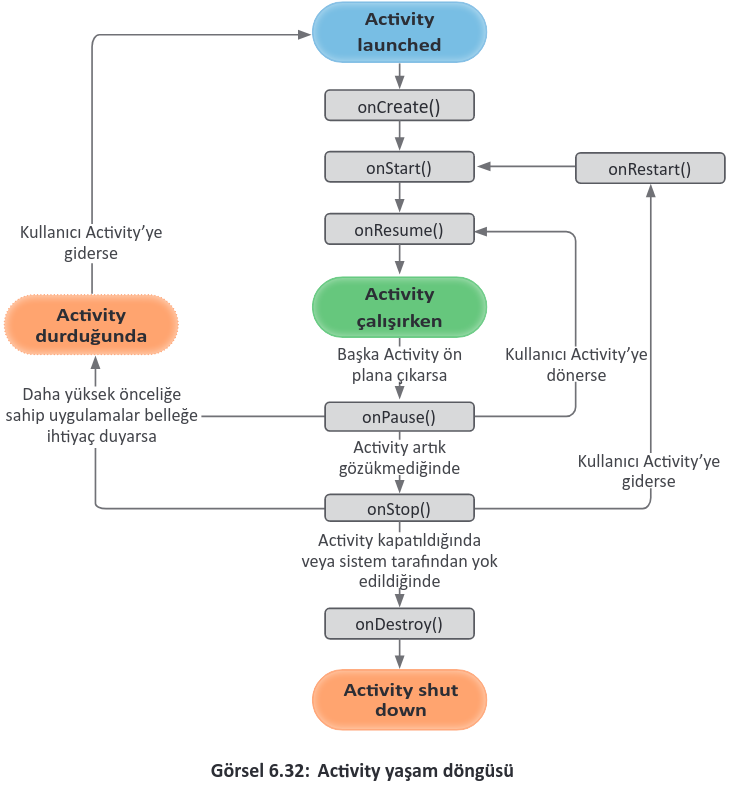 Activity
launched
onCreate()
onStart()
onRestart()
onResume()
Kullanıcı Activity’ye
giderse
Activity
çalışırken
Activity
durduğunda
Başka Activity ön
plana çıkarsa
Kullanıcı Activity’ye
dönerse
Daha yüksek önceliğe
sahip uygulamalar belleğe
ihtiyaç duyarsa
onPause()
Activity artık
gözükmediğinde
Kullanıcı Activity’ye
giderse
onStop()
Activity kapatıldığında
veya sistem tarafından yok
edildiğinde
onDestroy()
Activity shut
down
Görsel 6.32: Activity yaşam döngüsü